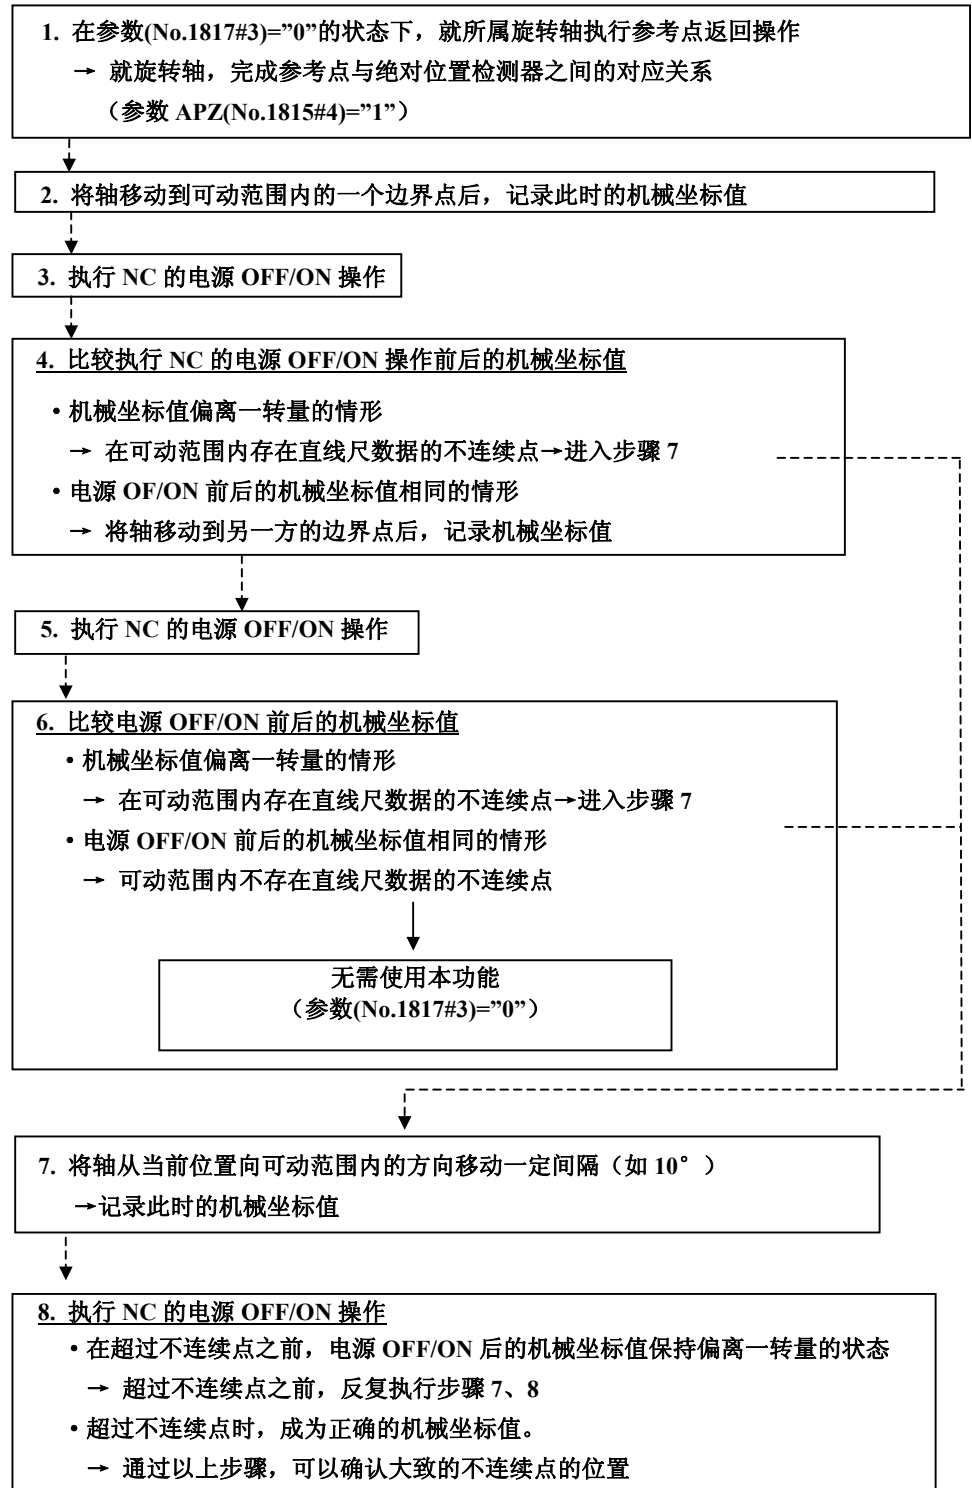 1. 在参数(No.1817#3)=”0”的状态下，就所属旋转轴执行参考点返回操作
→ 就旋转轴，完成参考点与绝对位置检测器之间的对应关系
（参数 APZ(No.1815#4)=”1”）
2. 将轴移动到可动范围内的一个边界点后，记录此时的机械坐标值
3. 执行 NC 的电源 OFF/ON 操作
4. 比较执行 NC 的电源 OFF/ON 操作前后的机械坐标值
・机械坐标值偏离一转量的情形
→ 在可动范围内存在直线尺数据的不连续点→进入步骤 7
・电源 OF/ON 前后的机械坐标值相同的情形
→ 将轴移动到另一方的边界点后，记录机械坐标值
5. 执行 NC 的电源 OFF/ON 操作
6. 比较电源 OFF/ON 前后的机械坐标值
・机械坐标值偏离一转量的情形
→ 在可动范围内存在直线尺数据的不连续点→进入步骤 7
・电源 OFF/ON 前后的机械坐标值相同的情形
→ 可动范围内不存在直线尺数据的不连续点
无需使用本功能
（参数(No.1817#3)=”0”）
7. 将轴从当前位置向可动范围内的方向移动一定间隔（如 10°）
→记录此时的机械坐标值
8. 执行 NC 的电源 OFF/ON 操作
・在超过不连续点之前，电源 OFF/ON 后的机械坐标值保持偏离一转量的状态
→ 超过不连续点之前，反复执行步骤 7、8
・超过不连续点时，成为正确的机械坐标值。
→ 通过以上步骤，可以确认大致的不连续点的位置